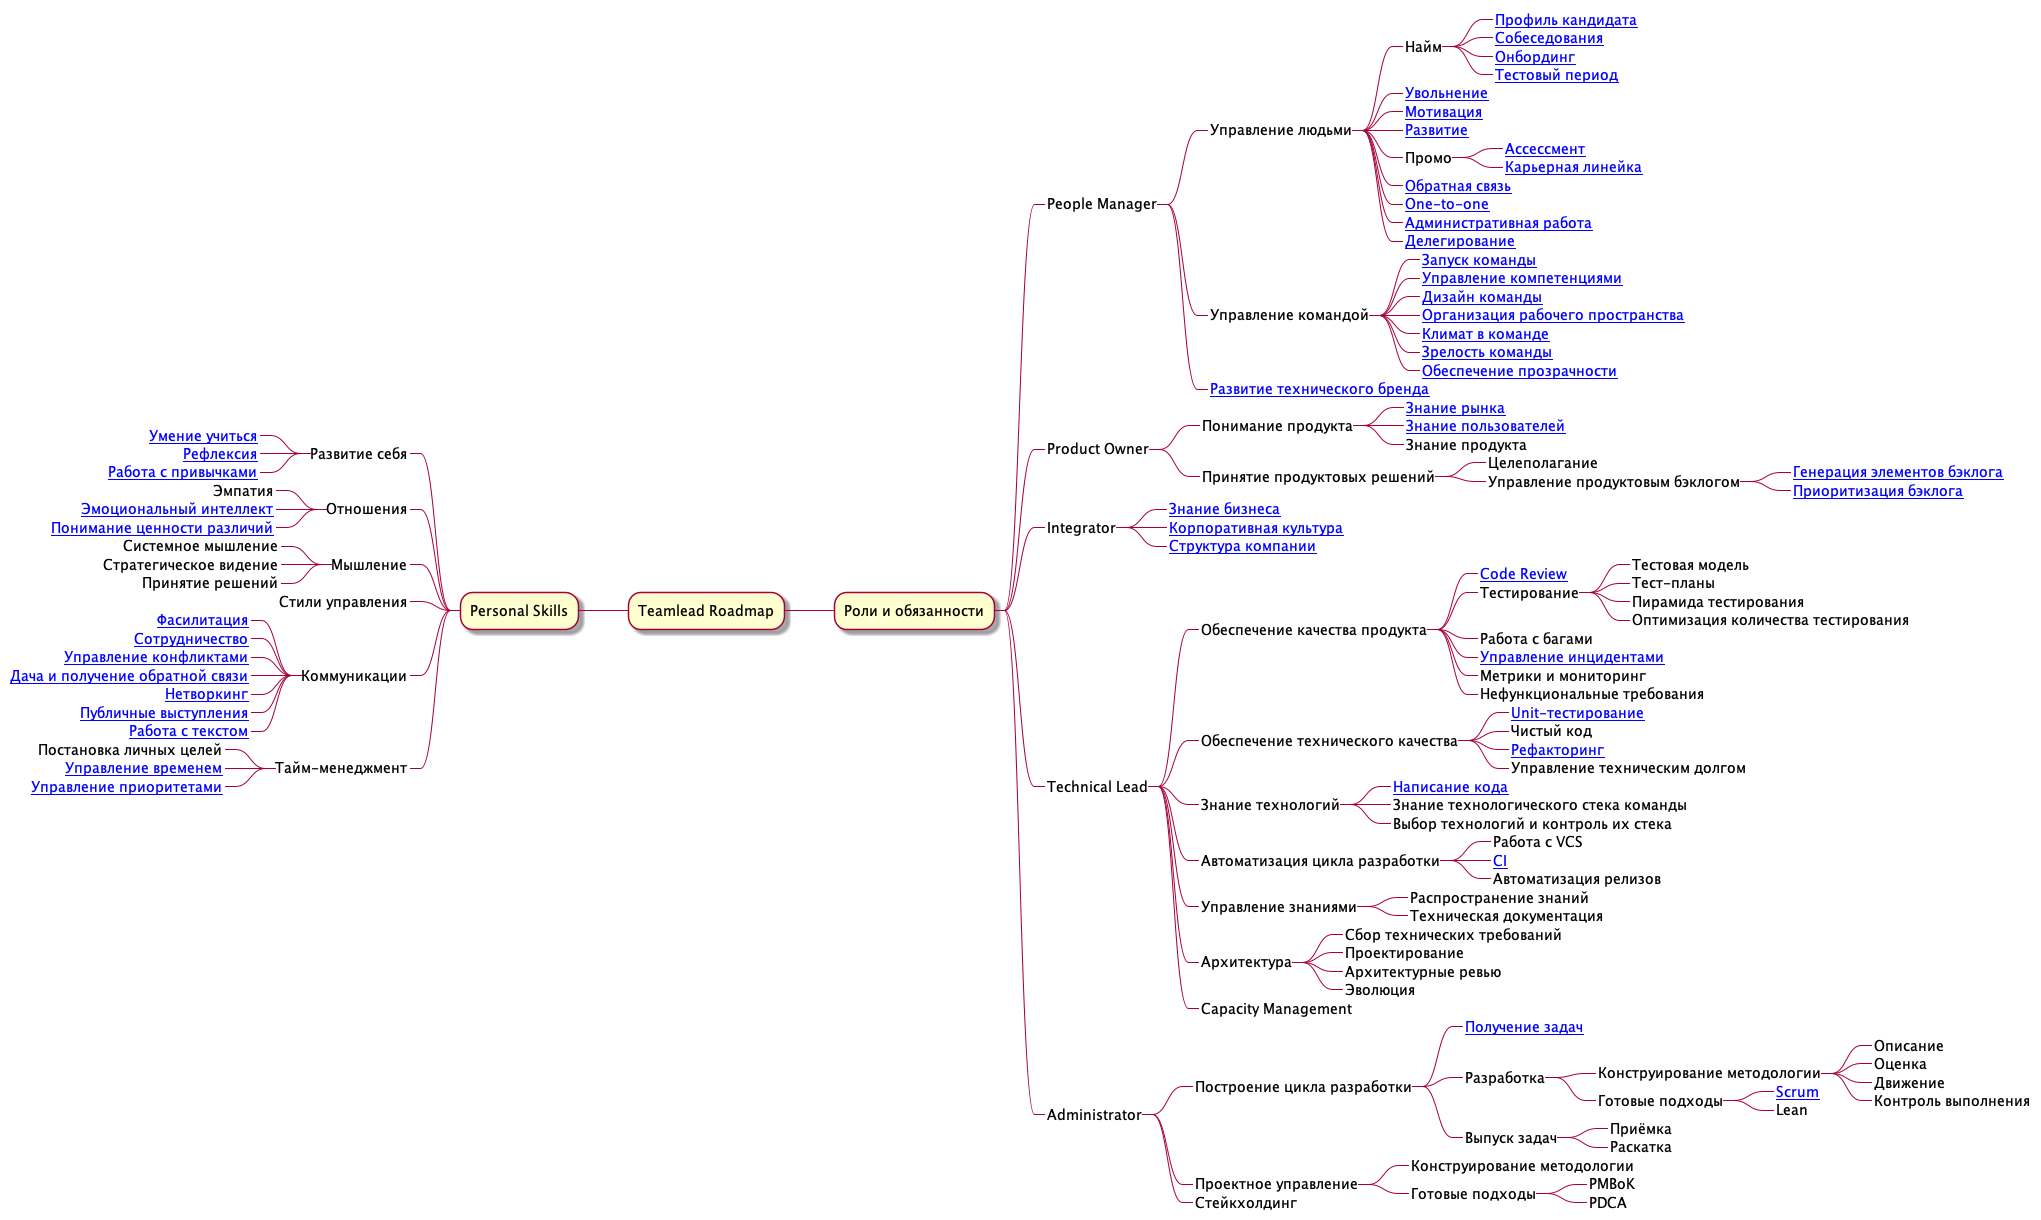 Teamlead Roadmap
Роли и обязанности
People Manager
Управление людьми
Найм
Профиль кандидата
Собеседования
Онбординг
Тестовый период
Увольнение
Мотивация
Развитие
Промо
Ассессмент
Карьерная линейка
Обратная связь
One-to-one
Административная работа
Делегирование
Управление командой
Запуск команды
Управление компетенциями
Дизайн команды
Организация рабочего пространства
Климат в команде
Зрелость команды
Обеспечение прозрачности
Развитие технического бренда
Product Owner
Понимание продукта
Знание рынка
Знание пользователей
Знание продукта
Принятие продуктовых решений
Целеполагание
Управление продуктовым бэклогом
Генерация элементов бэклога
Приоритизация бэклога
Integrator
Знание бизнеса
Корпоративная культура
Структура компании
Technical Lead
Обеспечение качества продукта
Code Review
Тестирование
Тестовая модель
Тест-планы
Пирамида тестирования
Оптимизация количества тестирования
Работа с багами
Управление инцидентами
Метрики и мониторинг
Нефункциональные требования
Обеспечение технического качества
Unit-тестирование
Чистый код
Рефакторинг
Управление техническим долгом
Знание технологий
Написание кода
Знание технологического стека команды
Выбор технологий и контроль их стека
Автоматизация цикла разработки
Работа с VCS
CI
Автоматизация релизов
Управление знаниями
Распространение знаний
Техническая документация
Архитектура
Сбор технических требований
Проектирование
Архитектурные ревью
Эволюция
Capacity Management
Administrator
Построение цикла разработки
Получение задач
Разработка
Конструирование методологии
Описание
Оценка
Движение
Контроль выполнения
Готовые подходы
Scrum
Lean
Выпуск задач
Приёмка
Раскатка
Проектное управление
Конструирование методологии
Готовые подходы
PMBoK
PDCA
Стейкхолдинг
Personal Skills
Развитие себя
Умение учиться
Рефлексия
Работа с привычками
Отношения
Эмпатия
Эмоциональный интеллект
Понимание ценности различий
Мышление
Системное мышление
Стратегическое видение
Принятие решений
Стили управления
Коммуникации
Фасилитация
Сотрудничество
Управление конфликтами
Дача и получение обратной связи
Нетворкинг
Публичные выступления
Работа с текстом
Тайм-менеджмент
Постановка личных целей
Управление временем
Управление приоритетами